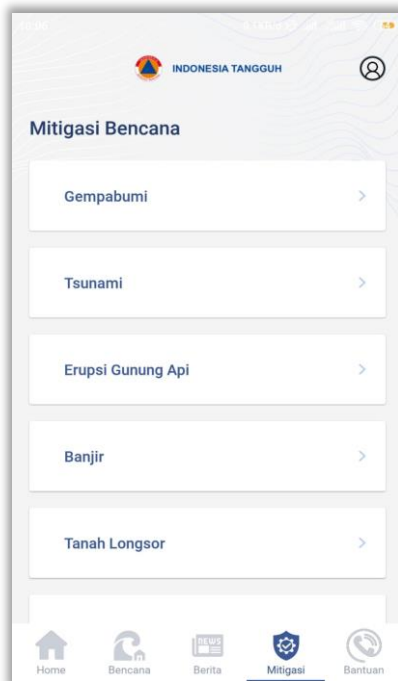 INDONESIA TANGGUH
Mitigasi Bencana
Gempabumi
Tsunami
Erupsi Gunung Api
Banjir
Tanah Longsor
NEWS
Home Bencana Berita Mitigasi Bantuan